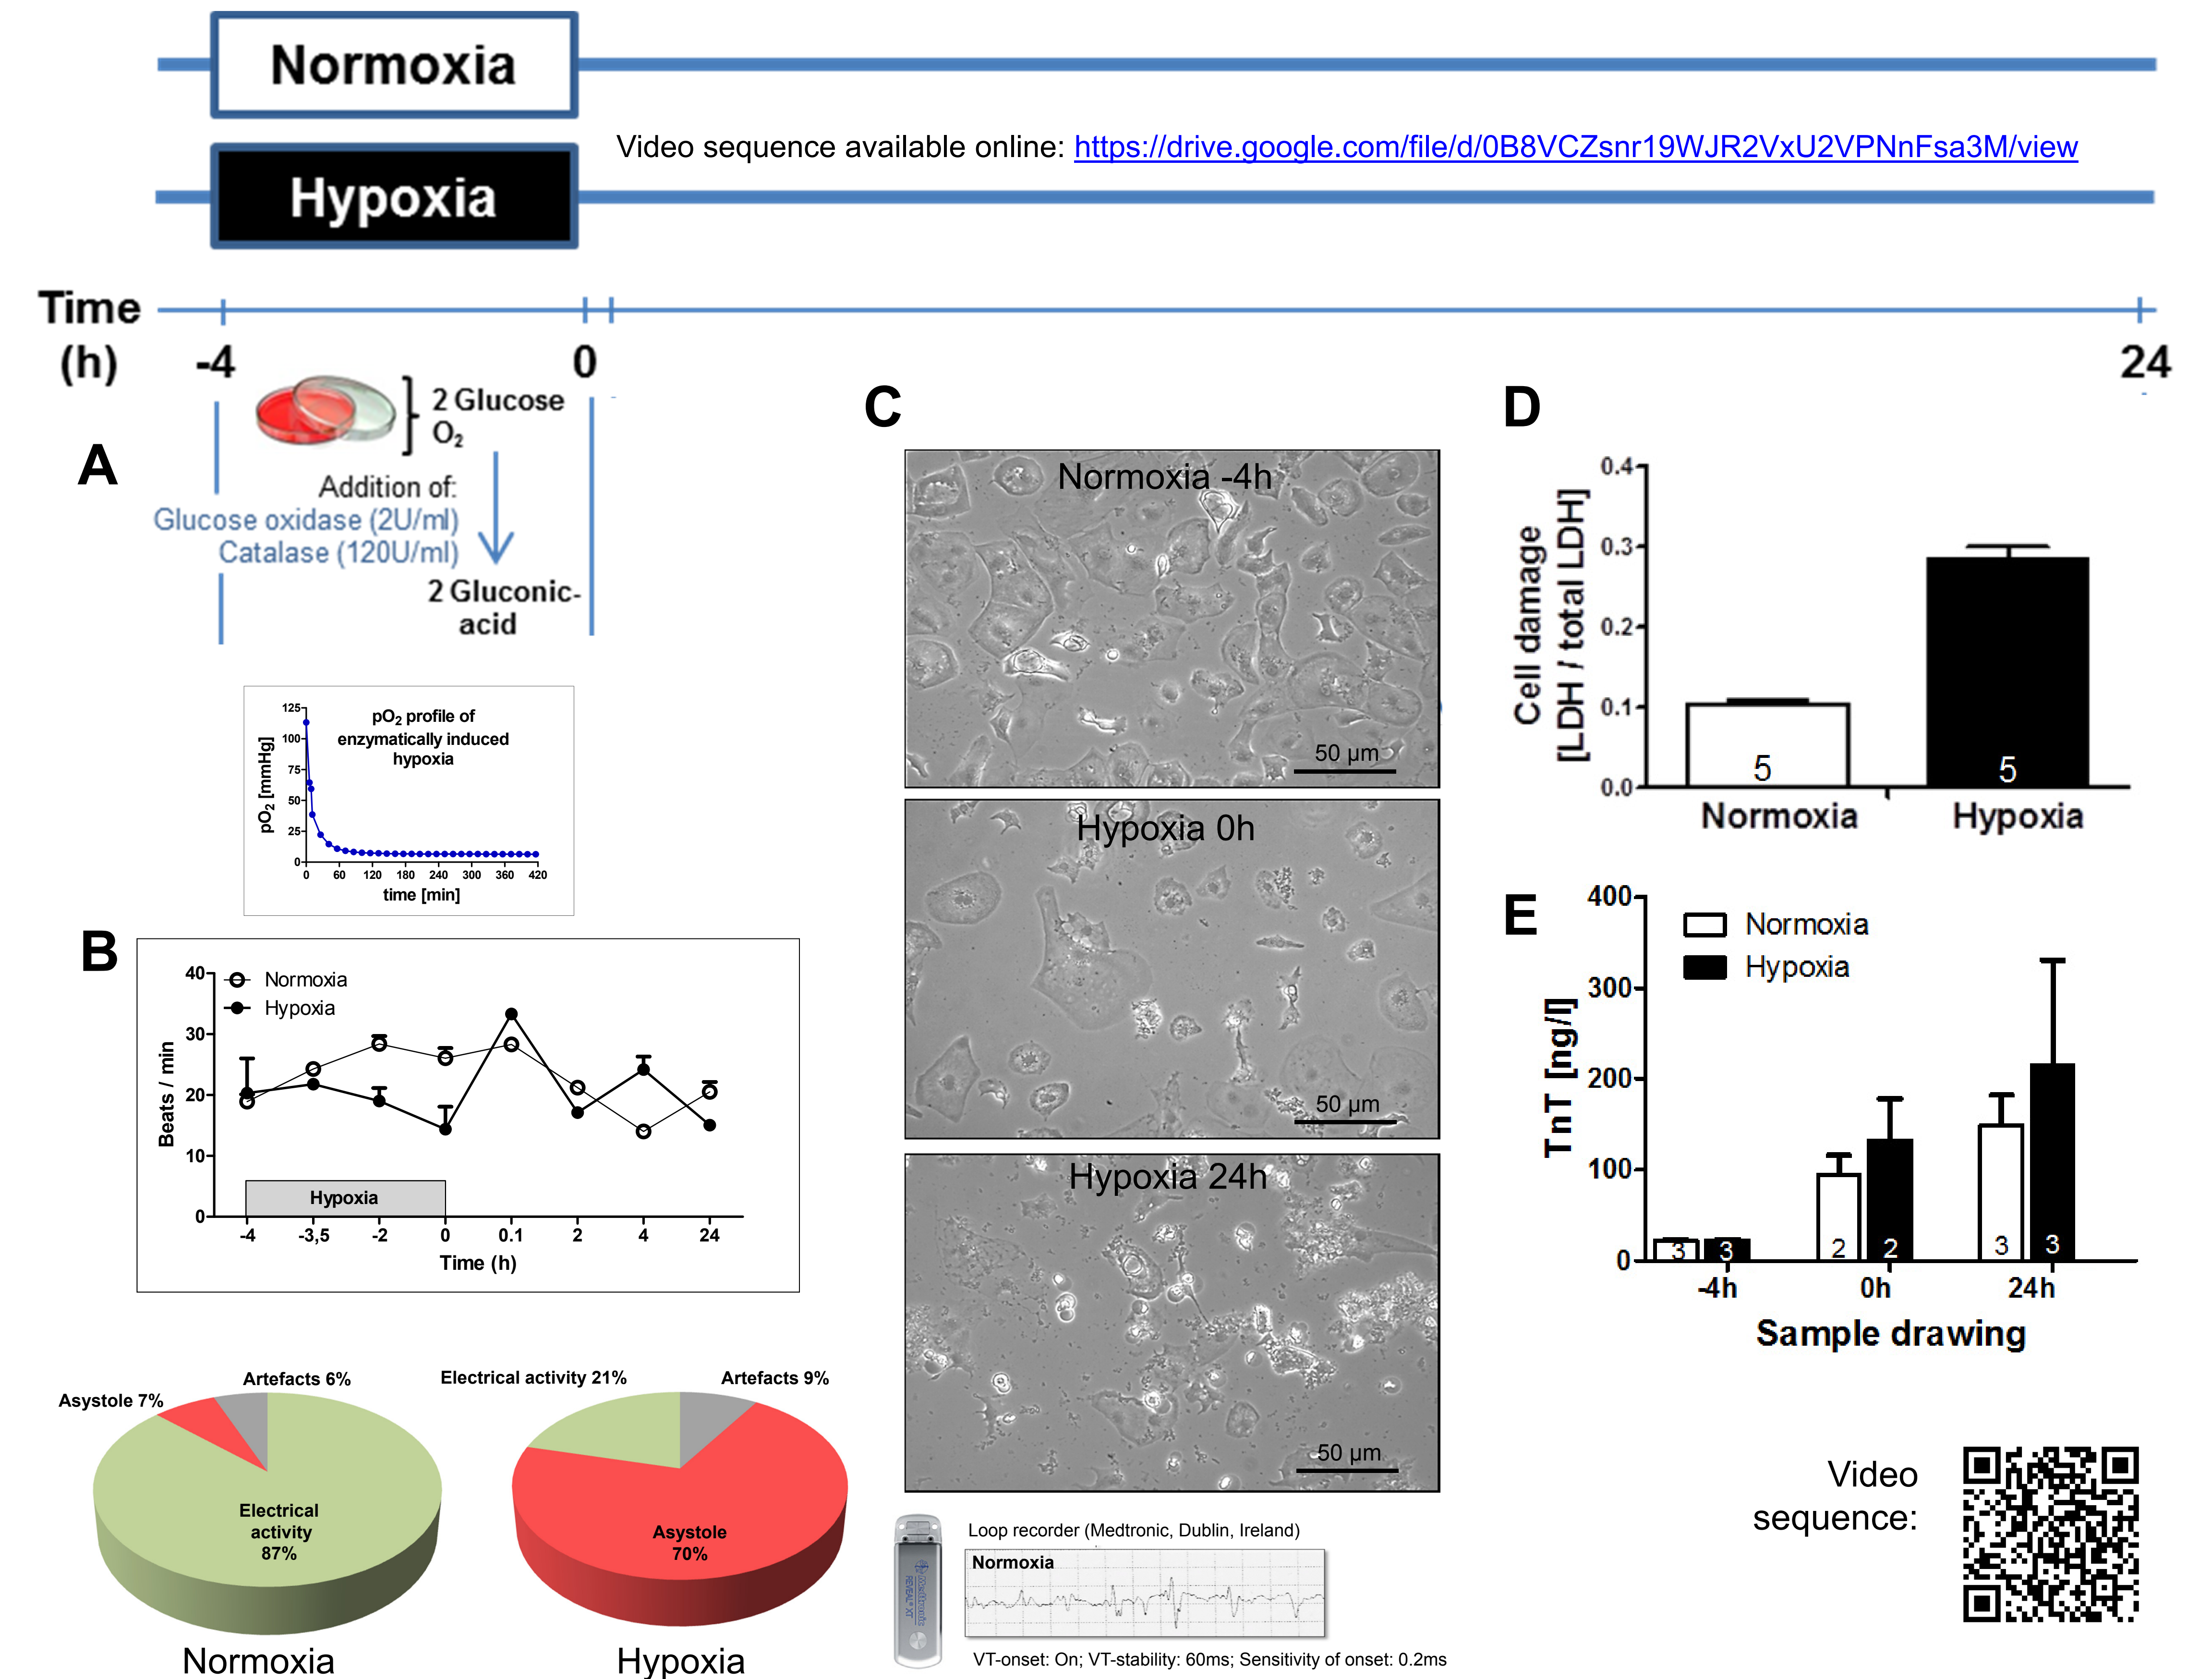 Normoxia
Video sequence available online: https://drive.google.com/file/d/0B8VCZsnr19WJR2VxU2VPNnFsa3M/view
Hypoxia
Time
(h)
-4
0
24
A
2 Glucose
O2
Addition of:
Glucose oxidase (2U/ml)
Catalase (120U/ml)
2 Gluconic-
acid
pO2 profile of
enzymatically induced
hypoxia
pO2 [mmHg]
125
100
75
50
25
0
0 60 120 180 240 300 360 420
time [min]
B
Normoxia
Hypoxia
Beats / min
40
30
20
10
0
Hypoxia
-4 -3,5 -2 0 0.1 2 4 24
Time (h)
Artefacts 6%
Asystole 7%
Electrical
activity
87%
Normoxia
Electrical activity 21%
Artefacts 9%
Asystole
70%
Hypoxia
C
Normoxia -4h
50 µm
Hypoxia 0h
50 µm
Hypoxia 24h
50 µm
Loop recorder (Medtronic, Dublin, Ireland)
Medtronic
REVEAL® XT
Normoxia
VT-onset: On; VT-stability: 60ms; Sensitivity of onset: 0.2ms
D
Cell damage
[LDH / total LDH]
0.4
0.3
0.2
0.1
0.0
5
5
Normoxia
Hypoxia
E
Normoxia
Hypoxia
TnT [ng/l]
400
300
200
100
0
3 3 2 2 3 3
-4h 0h 24h
Sample drawing
Video
sequence: